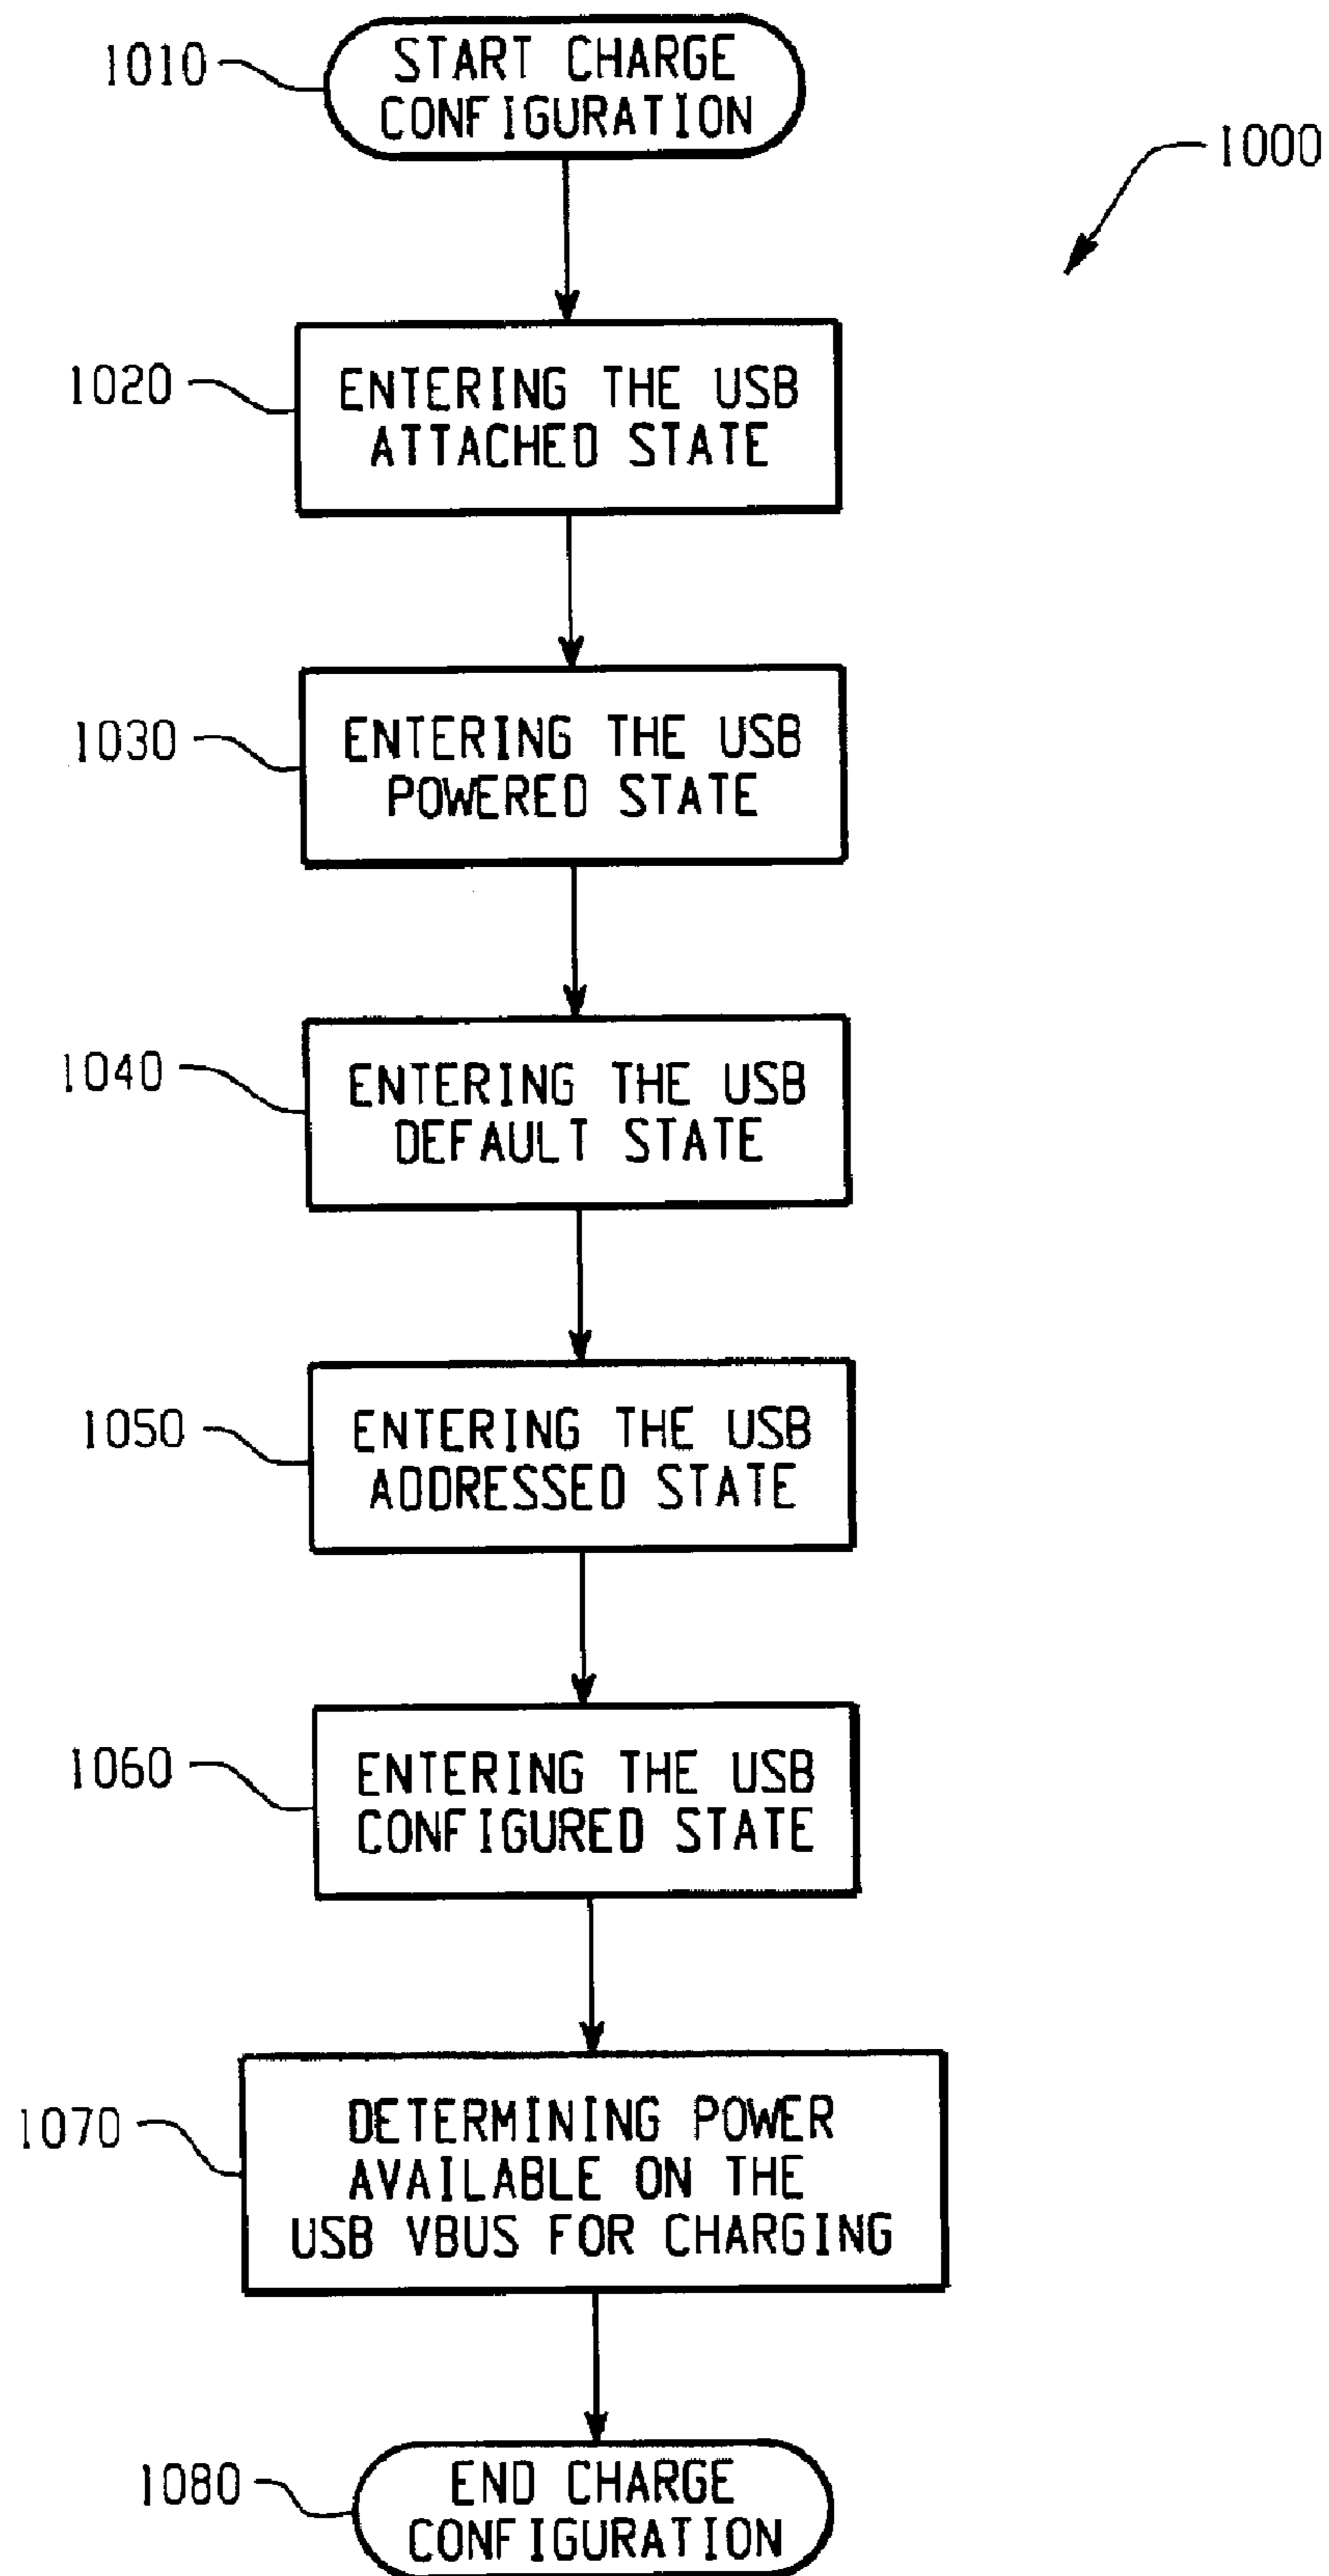 1010
START CHARGE
CONFIGURATION
1000
1020
ENTERING THE USB
ATTACHED STATE
1030
ENTERING THE USB
POWERED STATE
1040
ENTERING THE USB
DEFAULT STATE
1050
ENTERING THE USB
ADDRESSED STATE
1060
ENTERING THE USB
CONFIGURED STATE
1070
DETERMINING POWER
AVAILABLE ON THE
USB VBUS FOR CHARGING
1080
END CHARGE
CONFIGURATION